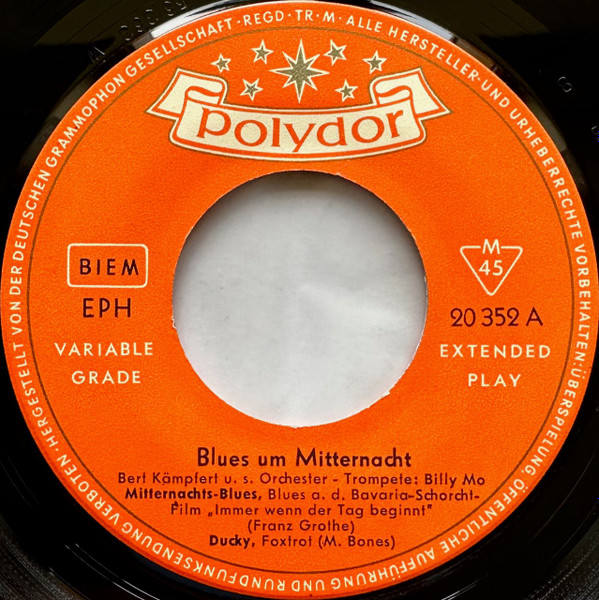 HERGESTELLT VON DER DEUTSCHEN GRAMMOPHON GESELLSCHAFT · REGD · TR · M · ALLE HERSTELLER- UND URHEBERRECHTE VORBEHALTEN: ÜBERSPIELUNG ÖFFENTLICHE AUFFÜHRUNG UND RUNDFUNKSENDUNG VERBOTEN ·
Polydor
BIEM
EPH
VARIABLE
GRADE
M
45
20 352 A
EXTENDED
PLAY
Blues um Mitternacht
Bert Kämpfert u. s. Orchester - Trompete: Billy Mo
Mitternachts-Blues, Blues a. d. Bavaria-Schorcht-
Film „Immer wenn der Tag beginnt"
(Franz Grothe)
Ducky, Foxtrot (M. Bones)